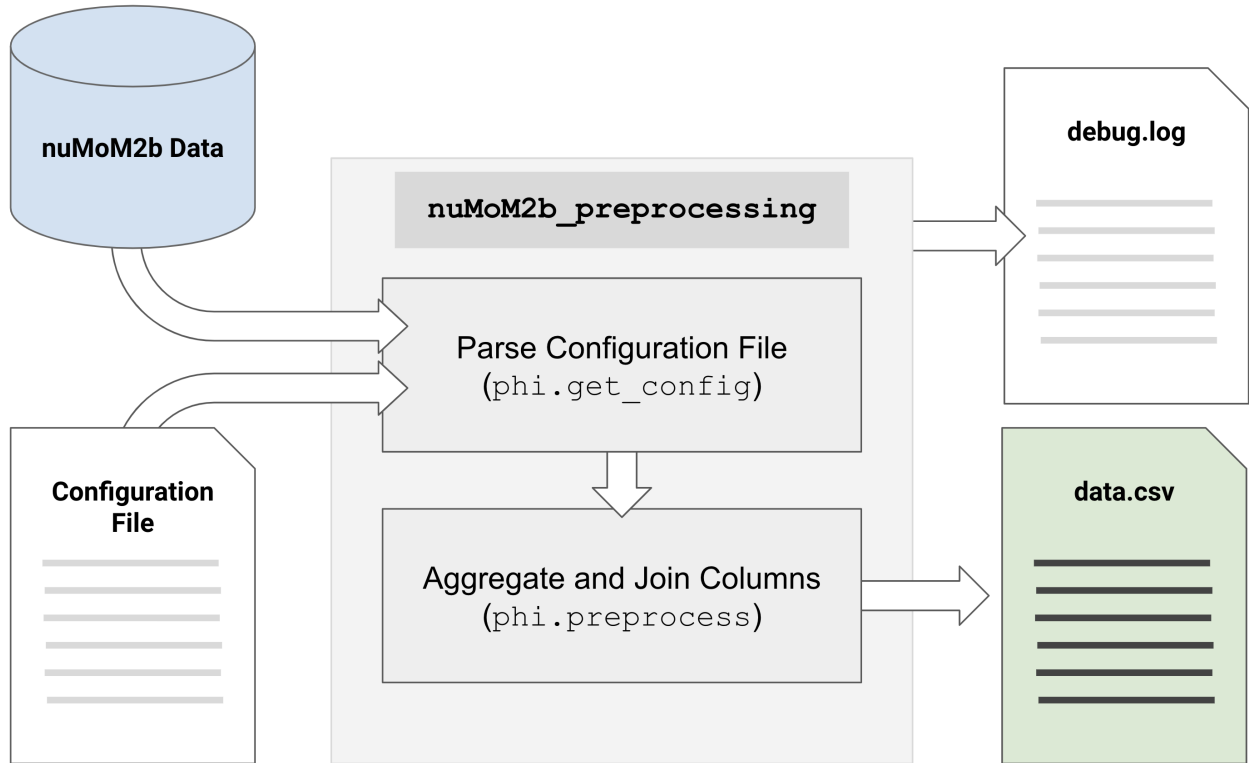 nuMoM2b Data
debug.log
nuMoM2b_preprocessing
Parse Configuration File
(phi.get_config)
Configuration
File
data.csv
Aggregate and Join Columns
(phi.preprocess)